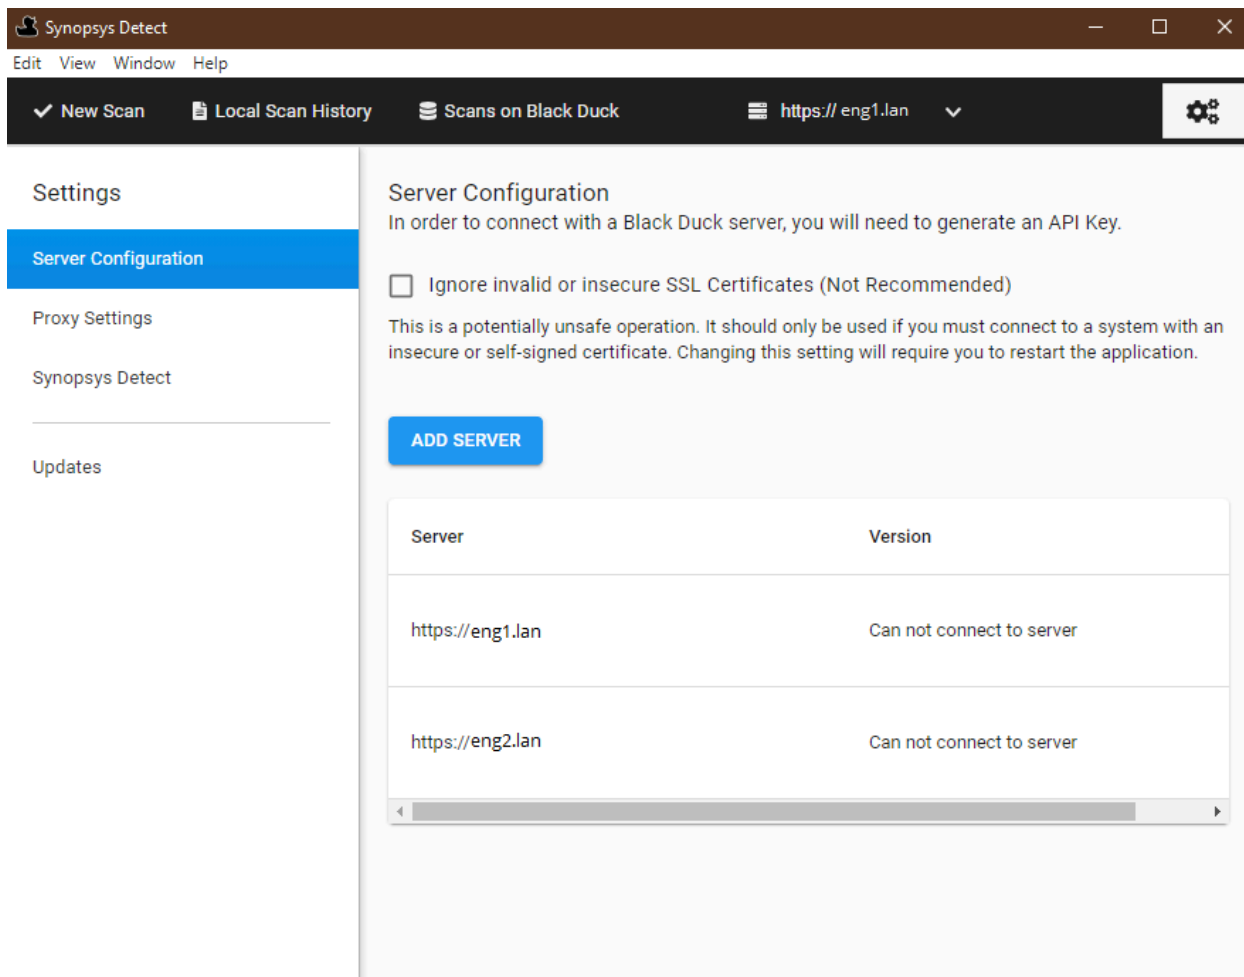 Synopsys Detect
Edit View Window Help
New Scan Local Scan History Scans on Black Duck https:// eng1.lan
Settings
Server Configuration
Proxy Settings
Synopsys Detect
Updates
Server Configuration
In order to connect with a Black Duck server, you will need to generate an API Key.
Ignore invalid or insecure SSL Certificates (Not Recommended)
This is a potentially unsafe operation. It should only be used if you must connect to a system with an
insecure or self-signed certificate. Changing this setting will require you to restart the application.
ADD SERVER
Server Version
https://eng1.lan Can not connect to server
https://eng2.lan Can not connect to server